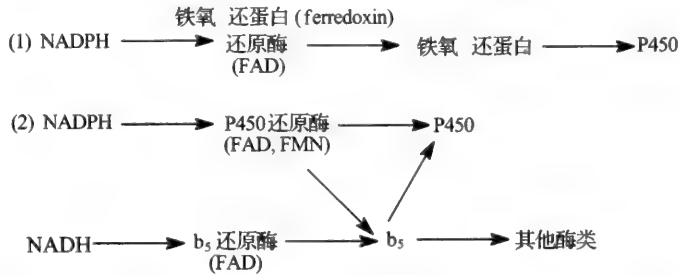 铁氧 还蛋白(ferredoxin)
(1) NADPH 还原酶 铁氧 还蛋白 P450
(FAD)
(2) NADPH P450还原酶 P450
(FAD, FMN)
NADH b₅还原酶 b₅ 其他酶类
(FAD)